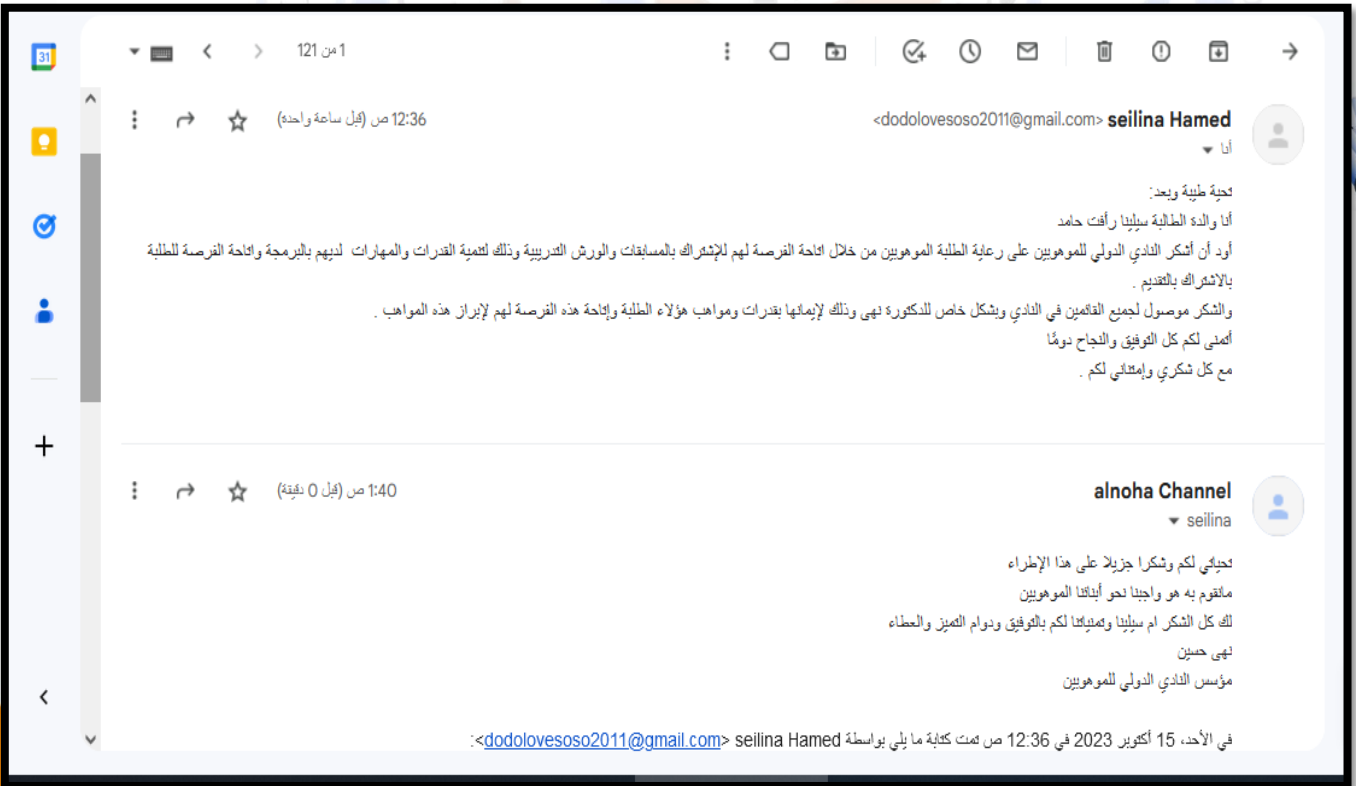 1 من 121
31
seilina Hamed <dodolovesoso2011@gmail.com>
12:36 ص (قبل ساعة واحدة)
أنا
تحية طيبة وبعد:
أنا والدة الطالبة سيلينا رأفت حامد
أود أن أشكر النادي الدولي للموهوبين على رعاية الطلبة الموهوبين من خلال اتاحة الفرصة لهم للإشتراك بالمسابقات والورش التدريبية وذلك لتنمية القدرات والمهارات لديهم بالبرمجة واتاحة الفرصة للطلبة
بالاشتراك بالتقديم .
والشكر موصول لجميع القائمين في النادي وبشكل خاص للدكتورة نهى وذلك لإيمانها بقدرات ومواهب هؤلاء الطلبة وإتاحة هذه الفرصة لهم لإبراز هذه المواهب .
أتمنى لكم كل التوفيق والنجاح دومًا
مع كل شكري وإمتناني لكم .
alnoha Channel
1:40 ص (قبل 0 دقيقة)
seilina
تحياتي لكم وشكرا جزيلا على هذا الإطراء
مانقوم به هو واجبنا نحو أبنائنا الموهوبين
لك كل الشكر ام سيلينا وتمنياتنا لكم بالتوفيق ودوام التميز والعطاء
نهى حسين
مؤسس النادي الدولي للموهوبين
في الأحد، 15 أكتوبر 2023 في 12:36 ص تمت كتابة ما يلي بواسطة seilina Hamed <dodolovesoso2011@gmail.com>: